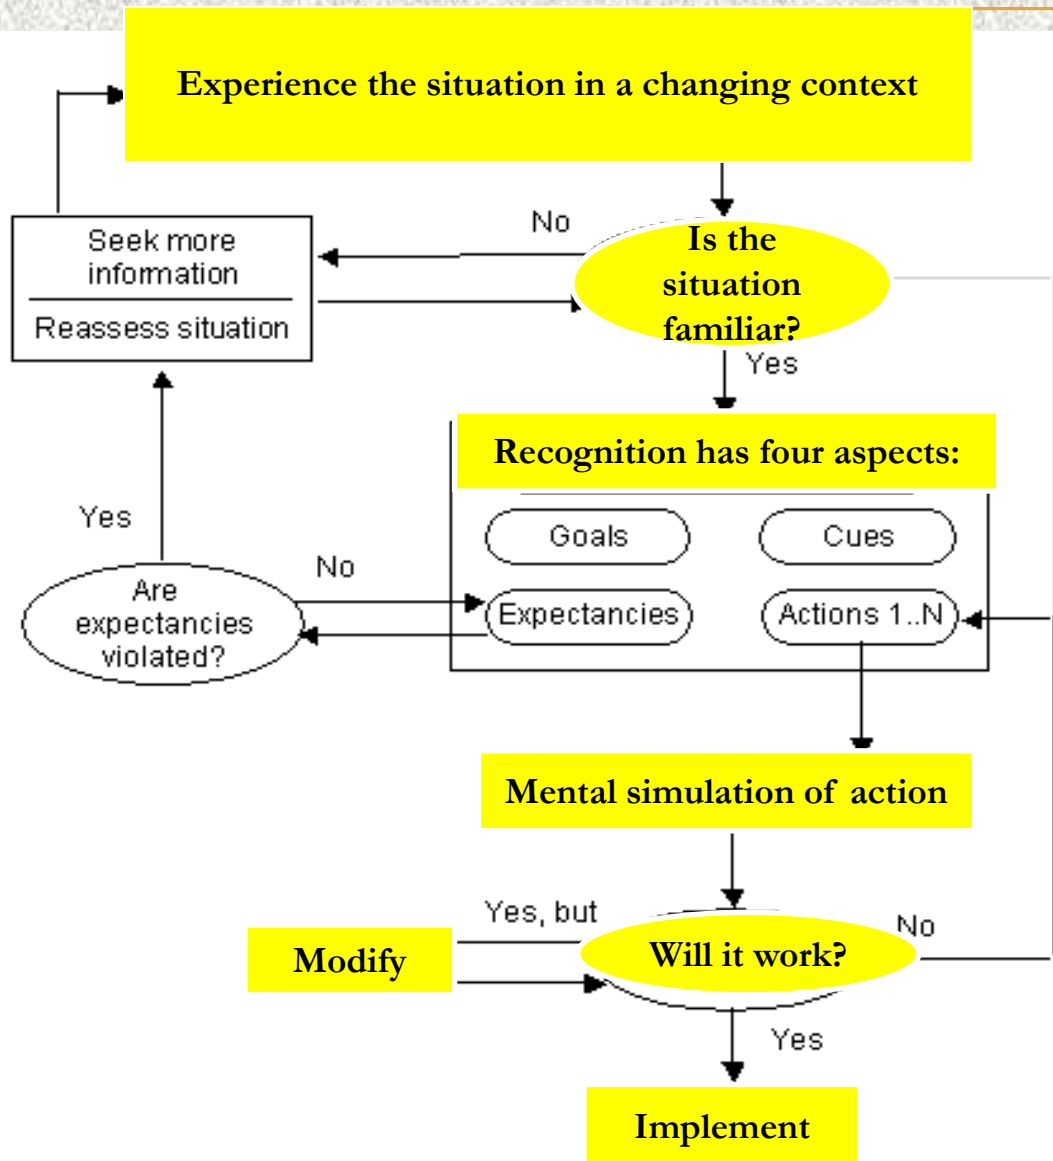 Experience the situation in a changing context
No
Is the
situation
familiar?
Seek more
information
Reassess situation
Yes
Recognition has four aspects:
Yes
Goals
Cues
No
Are
expectancies
violated?
Expectancies
Actions 1..N
Mental simulation of action
Yes, but
No
Modify
Will it work?
Yes
Implement